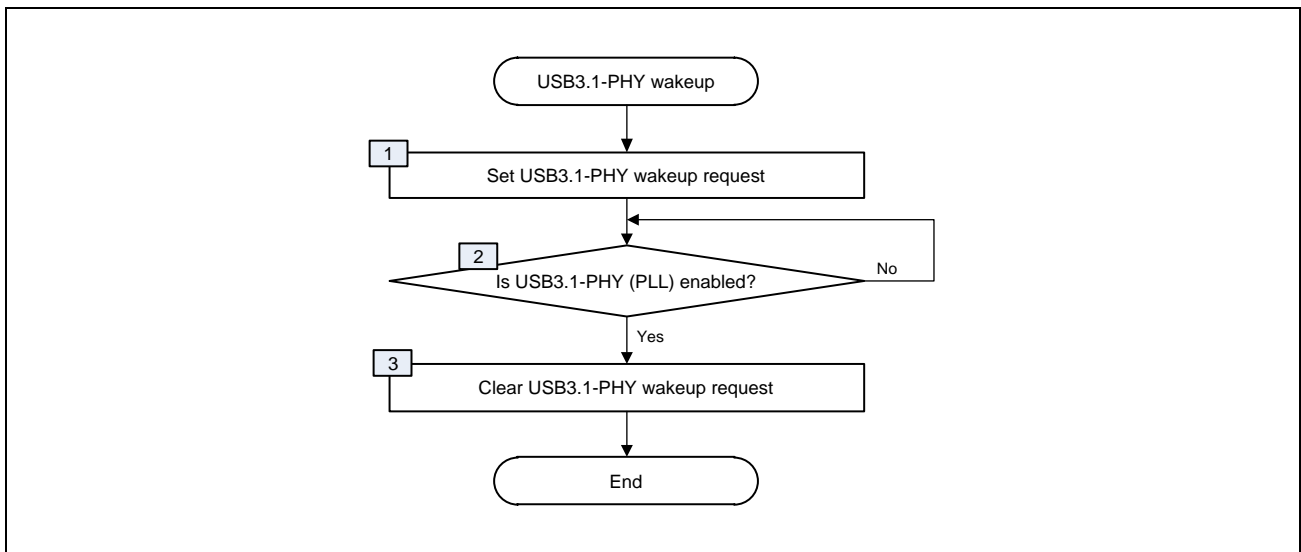 USB3.1-PHY wakeup
1
Set USB3.1-PHY wakeup request
2
Is USB3.1-PHY (PLL) enabled?
No
Yes
3
Clear USB3.1-PHY wakeup request
End